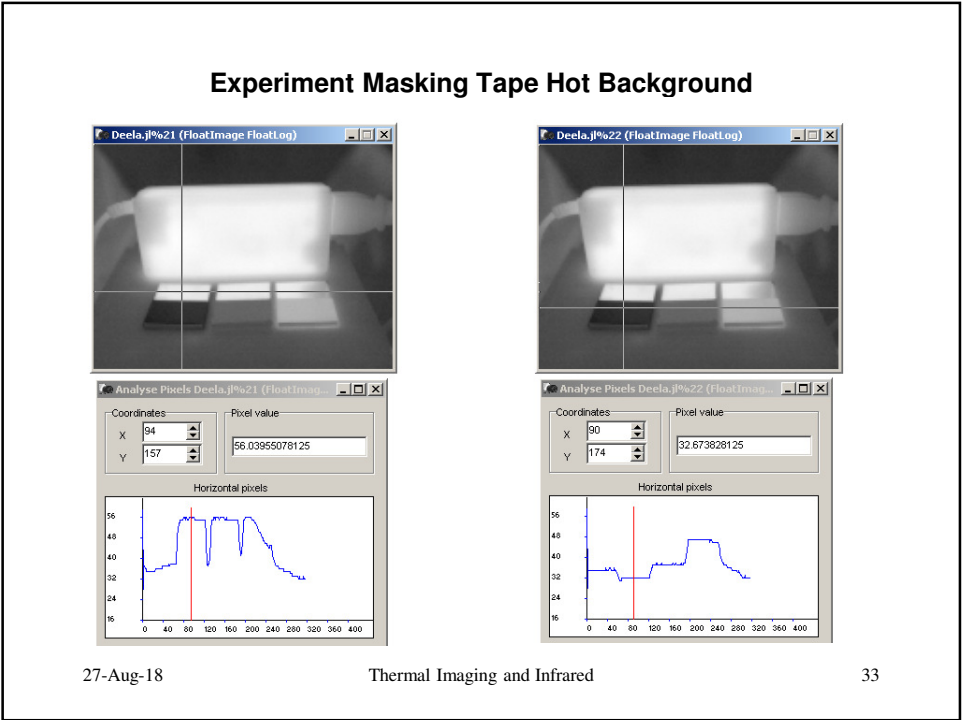 Experiment Masking Tape Hot Background
Deela.jl%21 (FloatImage FloatLog)
Deela.jl%22 (FloatImage FloatLog)
Analyse Pixels Deela.jl%21 (FloatImag...
Coordinates
X 94
Y 157
Pixel value
56.03955078125
Horizontal pixels
56
48
40
32
24
16
0 40 80 120 160 200 240 280 320 360 400
Analyse Pixels Deela.jl%22 (FloatImag...
Coordinates
X 90
Y 174
Pixel value
32.673828125
Horizontal pixels
56
48
40
32
24
16
0 40 80 120 160 200 240 280 320 360 400
27-Aug-18 Thermal Imaging and Infrared 33